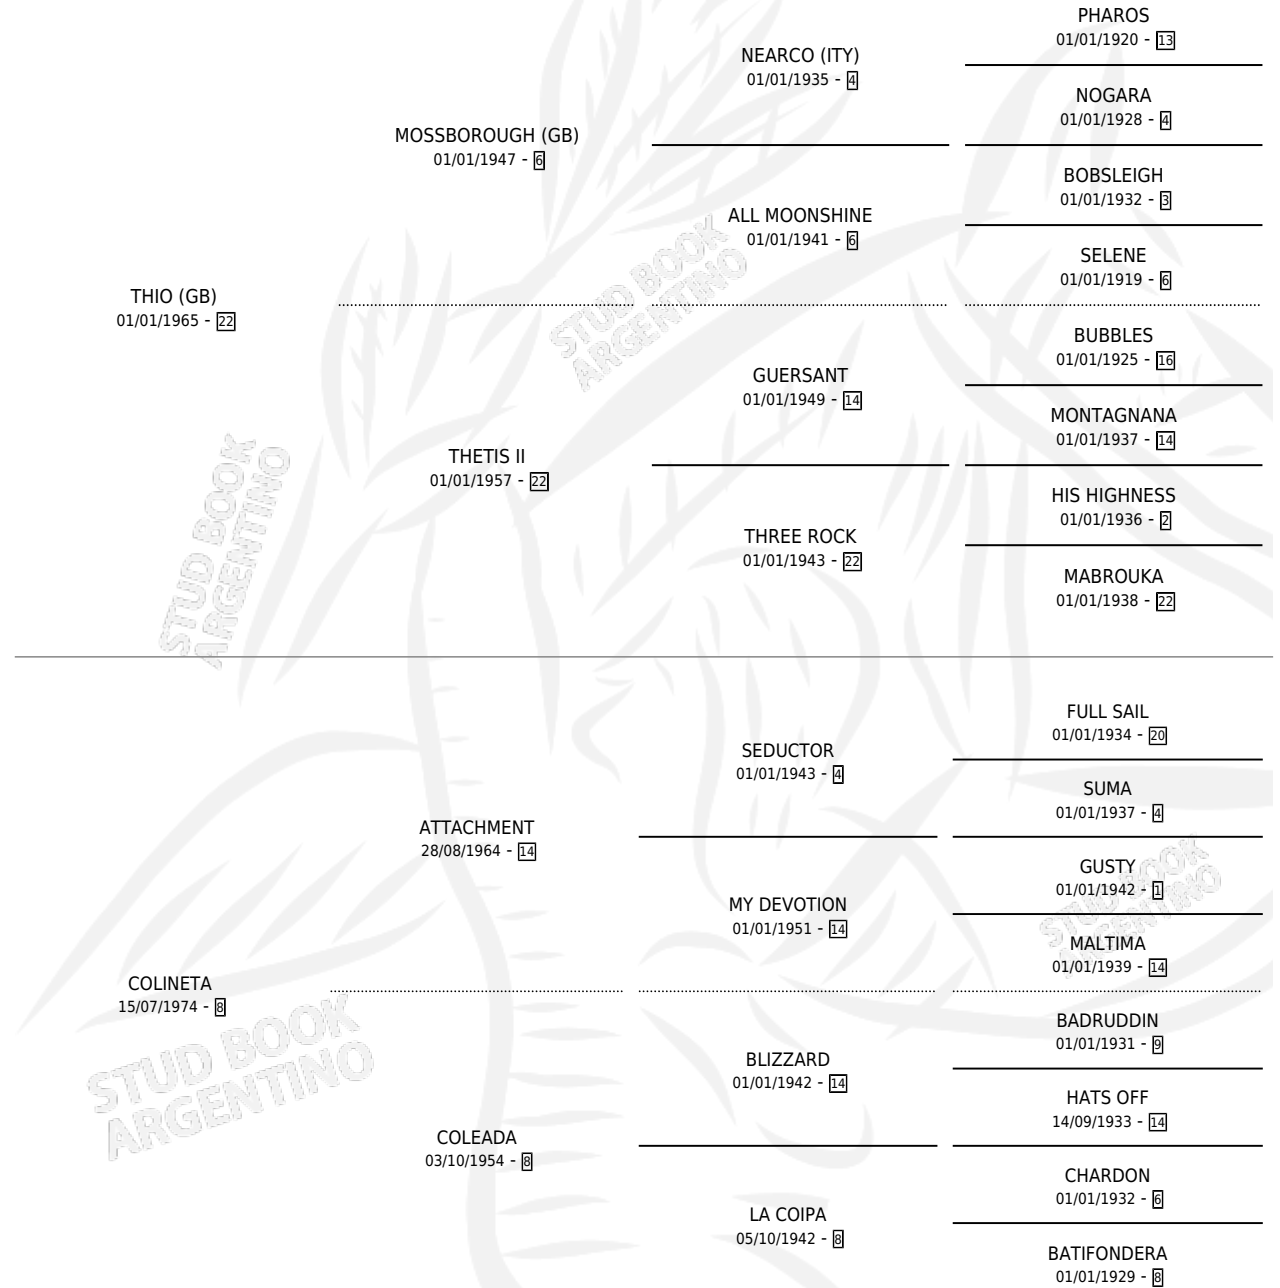 PHAROS
01/01/1920 - 13
NEARCO (ITY)
01/01/1935 - 4
NOGARA
01/01/1928 - 4
MOSSBOROUGH (GB)
01/01/1947 - 6
BOBSLEIGH
01/01/1932 - 3
ALL MOONSHINE
01/01/1941 - 6
SELENE
01/01/1919 - 6
THIO (GB)
01/01/1965 - 22
BUBBLES
01/01/1925 - 16
GUERSANT
01/01/1949 - 14
MONTAGNANA
01/01/1937 - 14
THETIS II
01/01/1957 - 22
HIS HIGHNESS
01/01/1936 - 2
THREE ROCK
01/01/1943 - 22
MABROUKA
01/01/1938 - 22
FULL SAIL
01/01/1934 - 20
SEDUCTOR
01/01/1943 - 4
SUMA
01/01/1937 - 4
ATTACHMENT
28/08/1964 - 14
GUSTY
01/01/1942 - 1
MY DEVOTION
01/01/1951 - 14
MALTIMA
01/01/1939 - 14
COLINETA
15/07/1974 - 8
BADRUDDIN
01/01/1931 - 9
BLIZZARD
01/01/1942 - 14
HATS OFF
14/09/1933 - 14
COLEADA
03/10/1954 - 8
CHARDON
01/01/1932 - 6
LA COIPA
05/10/1942 - 8
BATIFONDERA
01/01/1929 - 8
STUD BOOK
ARGENTINO
STUD BOOK
ARGENTINO
STUD BOOK
ARGENTINO
STUD BOOK
ARGENTINO